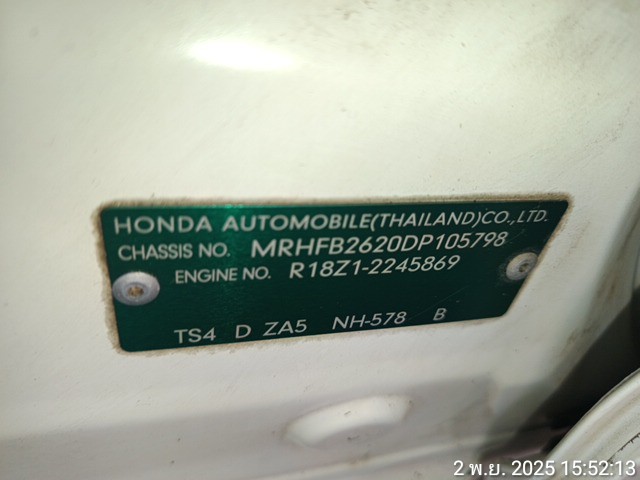 HONDA AUTOMOBILE(THAILAND)CO.,LTD.
CHASSIS NO. MRHFB2620DP105798
ENGINE NO. R18Z1-2245869
TS4 D ZA5 NH-578 B
2 พ.ย. 2025 15:52:13